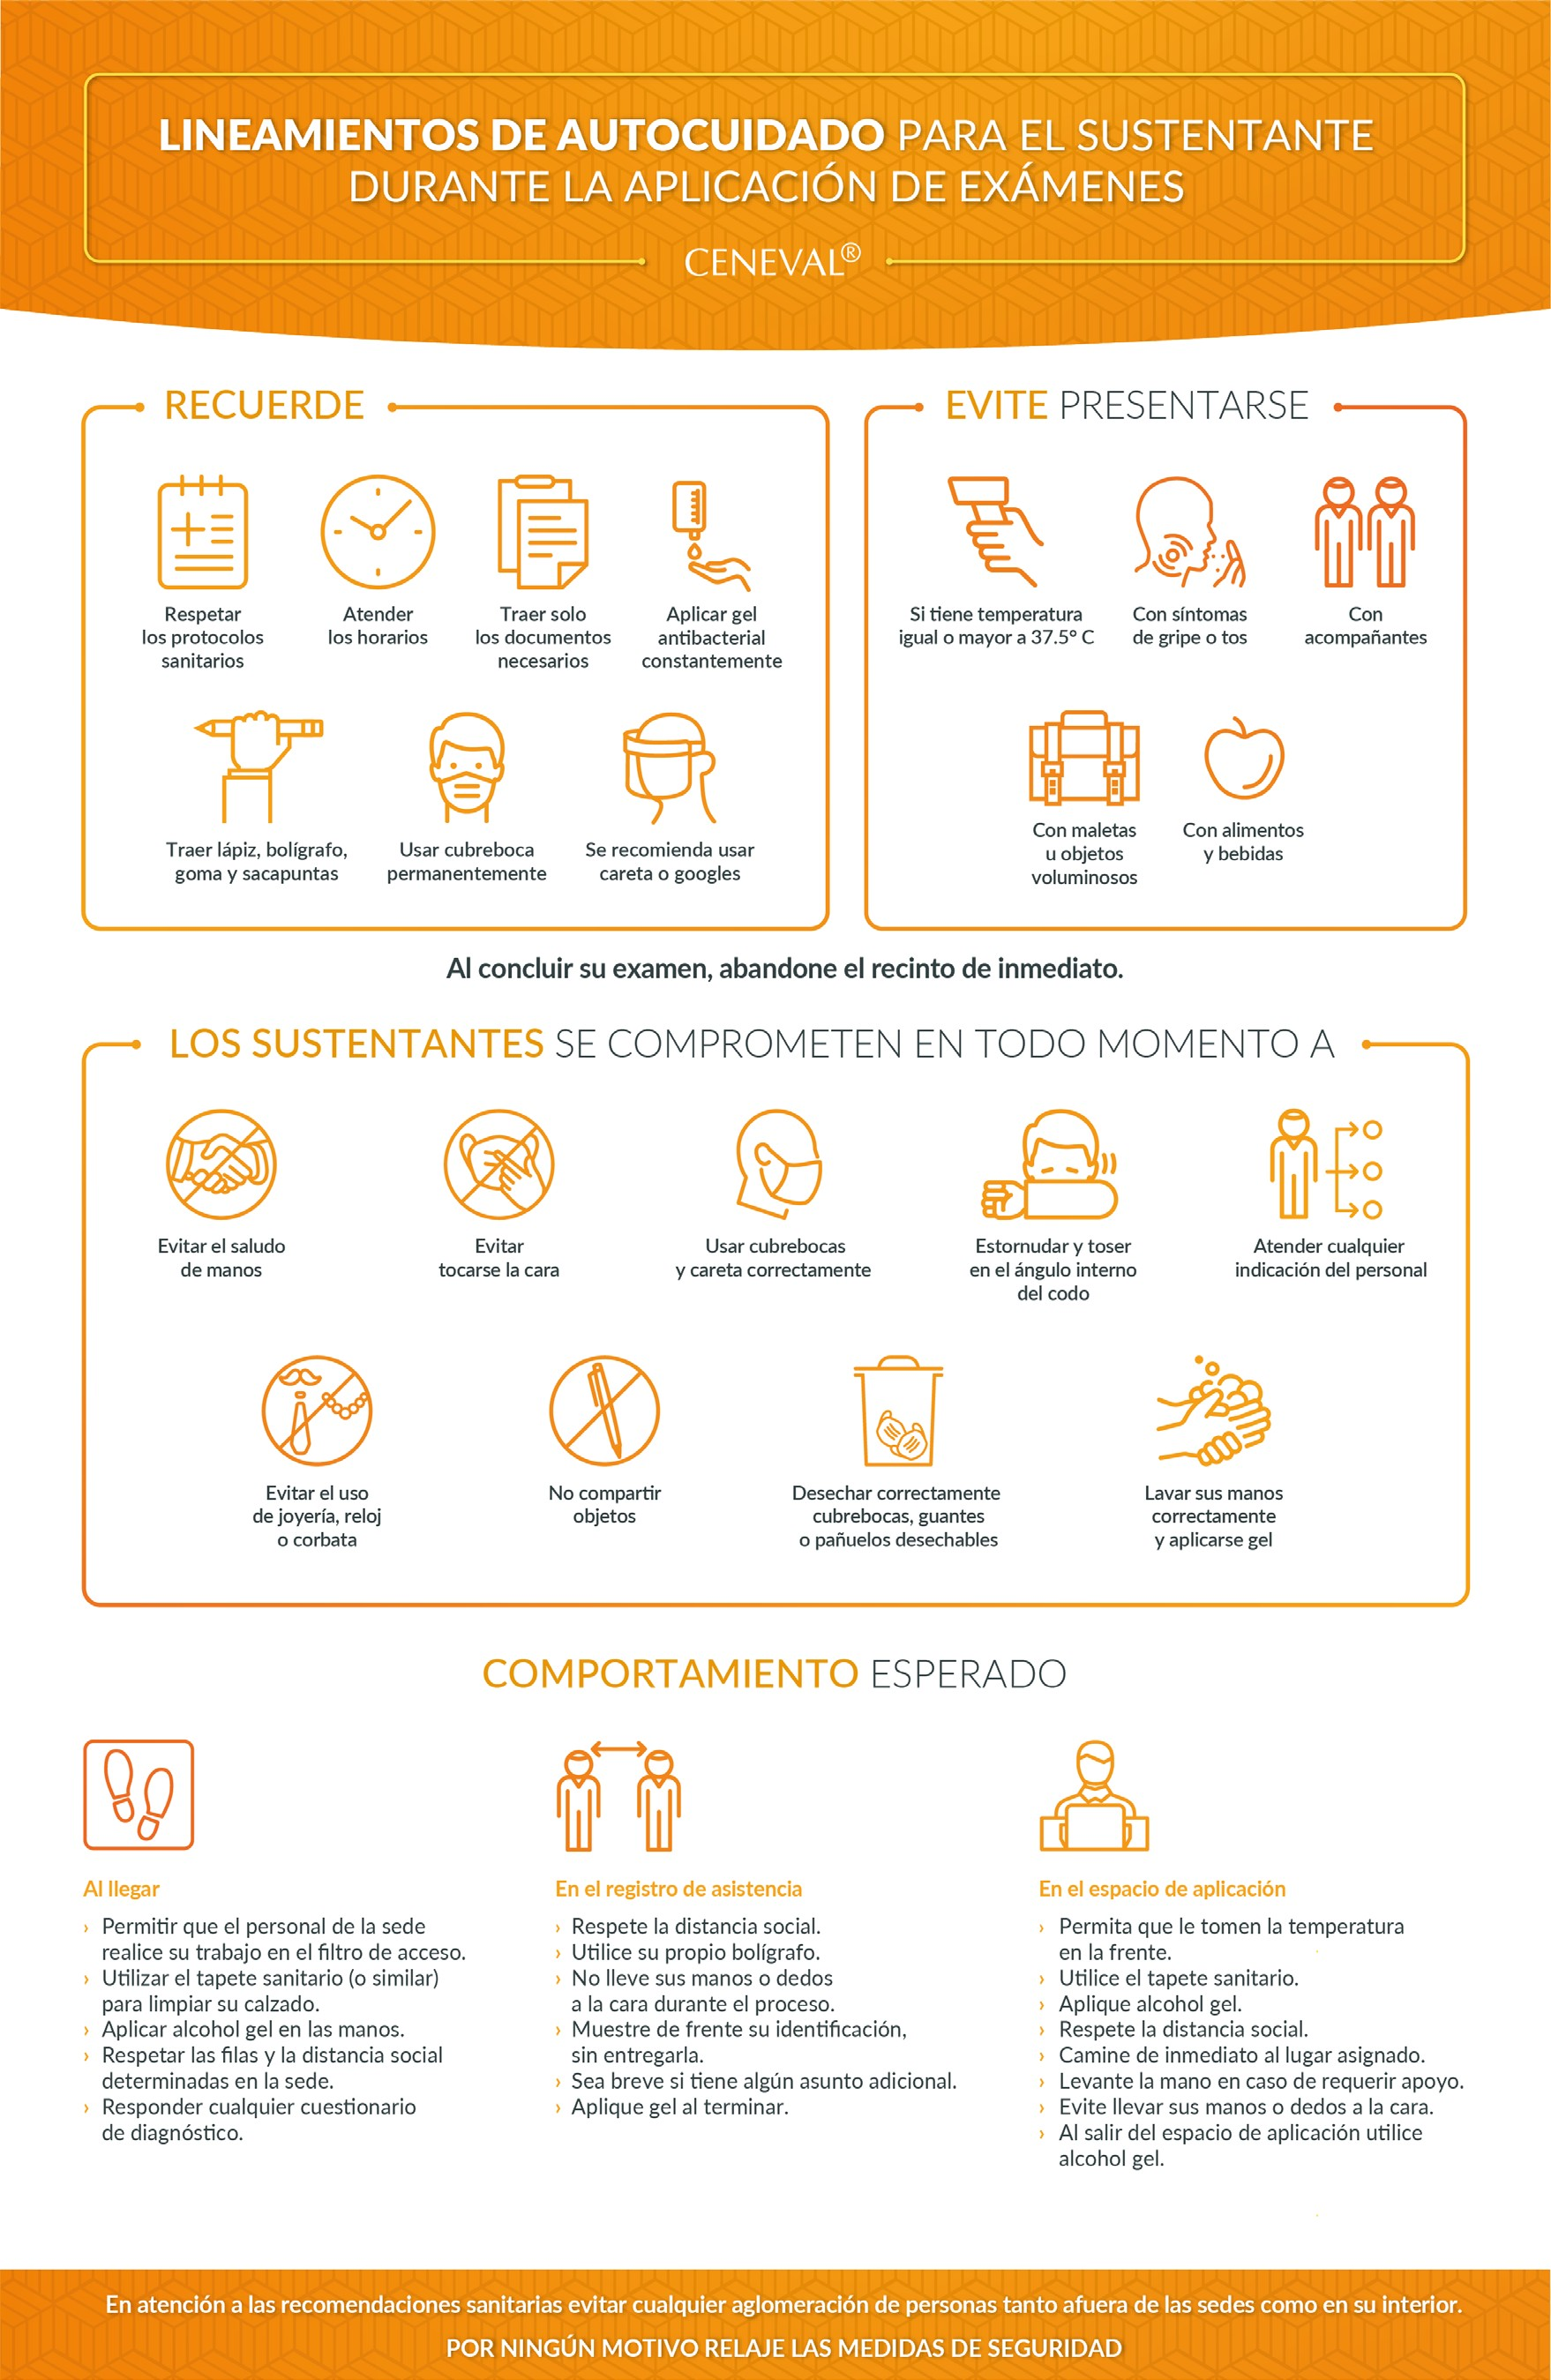 LINEAMIENTOS DE AUTOCUIDADO PARA EL SUSTENTANTE
DURANTE LA APLICACIÓN DE EXÁMENES
CENEVAL®
RECUERDE
Respetar
los protocolos
sanitarios
Atender
los horarios
Traer solo
los documentos
necesarios
Aplicar gel
antibacterial
constantemente
Traer lápiz, bolígrafo,
goma y sacapuntas
Usar cubreboca
permanentemente
Se recomienda usar
careta o googles
EVITE PRESENTARSE
Si tiene temperatura
igual o mayor a 37.5° C
Con síntomas
de gripe o tos
Con
acompañantes
Con maletas
u objetos
voluminosos
Con alimentos
y bebidas
Al concluir su examen, abandone el recinto de inmediato.
LOS SUSTENTANTES SE COMPROMETEN EN TODO MOMENTO A
Evitar el saludo
de manos
Evitar
tocarse la cara
Usar cubrebocas
y careta correctamente
Estornudar y toser
en el ángulo interno
del codo
Atender cualquier
indicación del personal
Evitar el uso
de joyería, reloj
o corbata
No compartir
objetos
Desechar correctamente
cubrebocas, guantes
o pañuelos desechables
Lavar sus manos
correctamente
y aplicarse gel
COMPORTAMIENTO ESPERADO
Al llegar
› Permitir que el personal de la sede
realice su trabajo en el filtro de acceso.
› Utilizar el tapete sanitario (o similar)
para limpiar su calzado.
› Aplicar alcohol gel en las manos.
› Respetar las filas y la distancia social
determinadas en la sede.
› Responder cualquier cuestionario
de diagnóstico.
En el registro de asistencia
› Respete la distancia social.
› Utilice su propio bolígrafo.
› No lleve sus manos o dedos
a la cara durante el proceso.
› Muestre de frente su identificación,
sin entregarla.
› Sea breve si tiene algún asunto adicional.
› Aplique gel al terminar.
En el espacio de aplicación
› Permita que le tomen la temperatura
en la frente.
› Utilice el tapete sanitario.
› Aplique alcohol gel.
› Respete la distancia social.
› Camine de inmediato al lugar asignado.
› Levante la mano en caso de requerir apoyo.
› Evite llevar sus manos o dedos a la cara.
› Al salir del espacio de aplicación utilice
alcohol gel.
En atención a las recomendaciones sanitarias evitar cualquier aglomeración de personas tanto afuera de las sedes como en su interior.
POR NINGÚN MOTIVO RELAJE LAS MEDIDAS DE SEGURIDAD